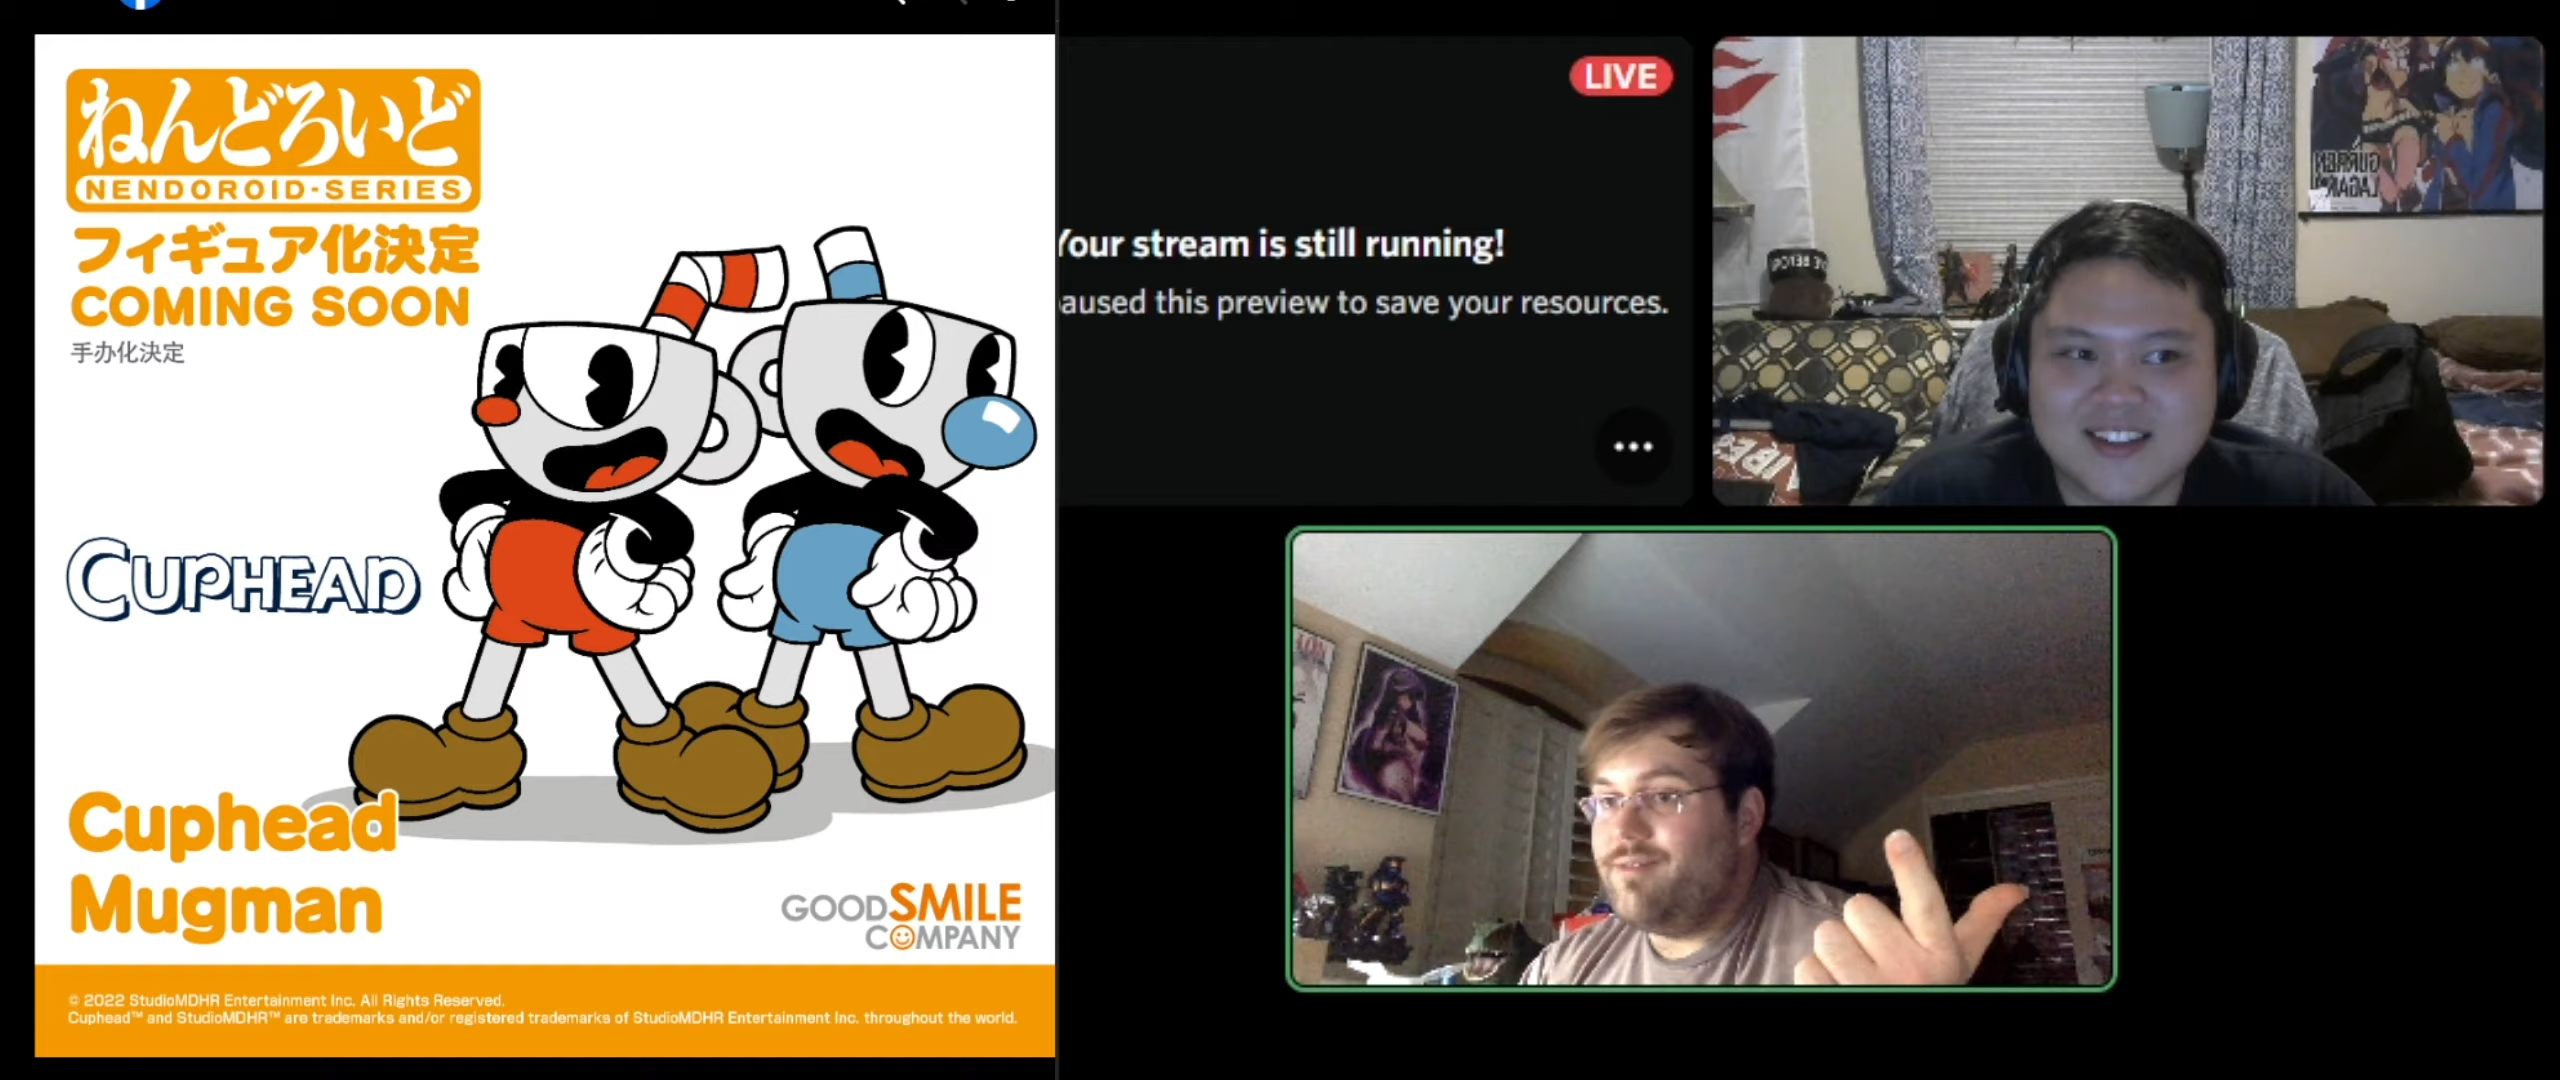 ねんどろいど
NENDOROID-SERIES
フィギュア化決定
COMING SOON
手办化決定
CUPHEAD
Cuphead
Mugman
GOODSMILE
COMPANY
© 2022 StudioMDHR Entertainment Inc. All Rights Reserved.
Cuphead™ and StudioMDHR™ are trademarks and/or registered trademarks of StudioMDHR Entertainment Inc. throughout the world.
LIVE
Your stream is still running!
aused this preview to save your resources.
GURREN
LAGANN